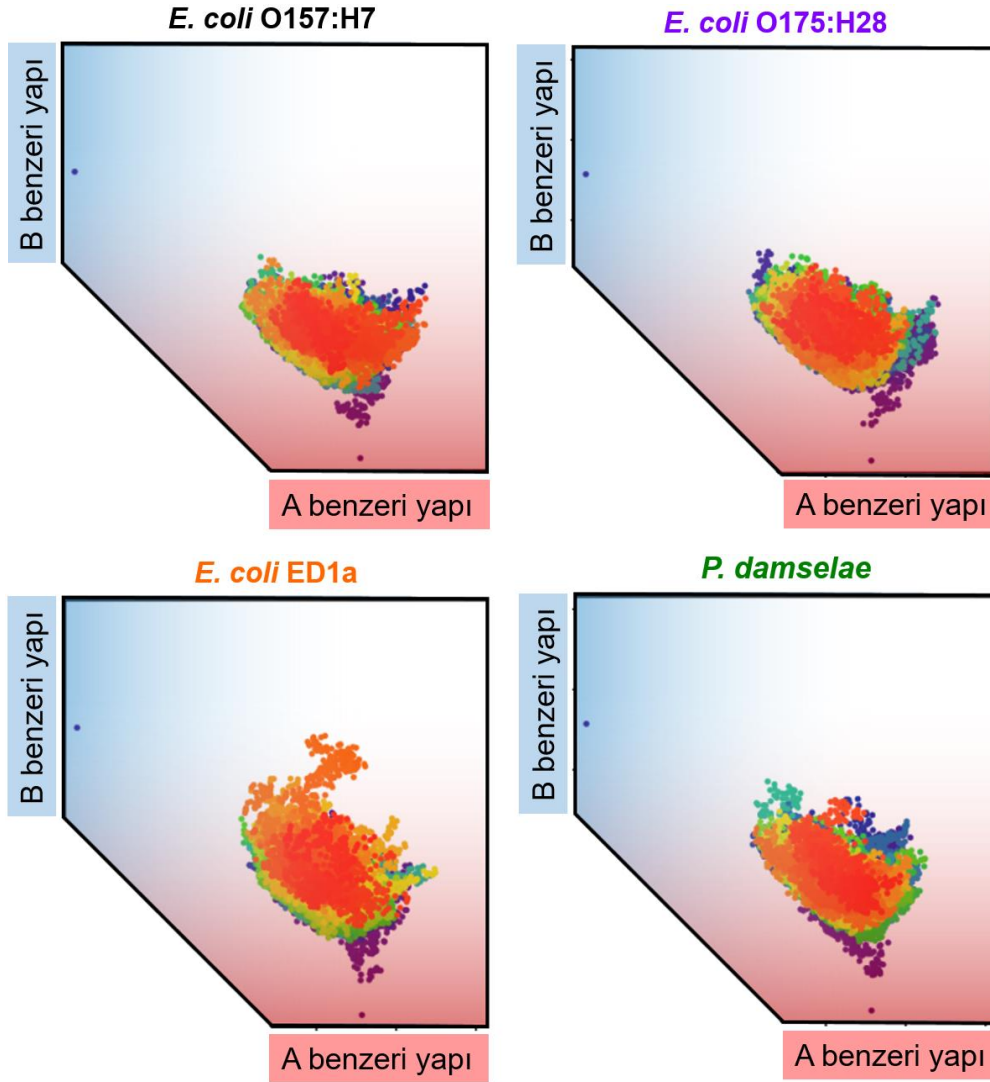 E. coli O157:H7
E. coli O175:H28
B benzeri yapı
B benzeri yapı
A benzeri yapı
A benzeri yapı
E. coli ED1a
P. damselae
B benzeri yapı
B benzeri yapı
A benzeri yapı
A benzeri yapı